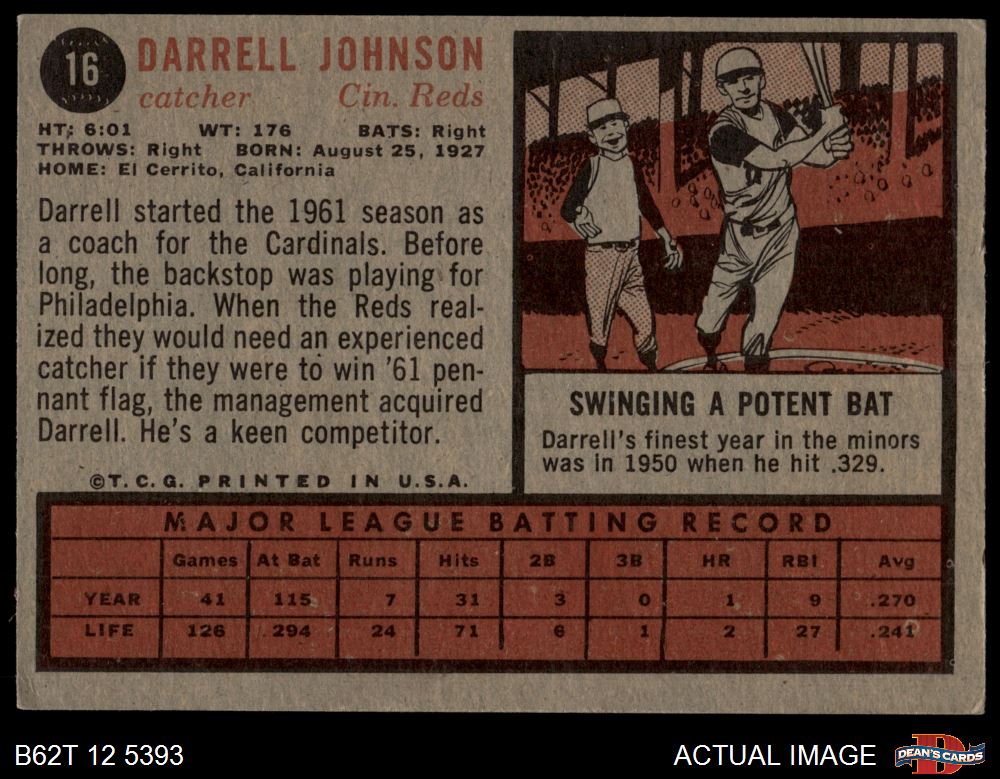 16
DARRELL JOHNSON
catcher Cin. Reds
HT: 6:01 WT: 176 BATS: Right
THROWS: Right BORN: August 25, 1927
HOME: El Cerrito, California
Darrell started the 1961 season as
a coach for the Cardinals. Before
long, the backstop was playing for
Philadelphia. When the Reds real-
ized they would need an experienced
catcher if they were to win '61 pen-
nant flag, the management acquired
Darrell. He's a keen competitor.
©T. C. G. PRINTED IN U.S.A.
SWINGING A POTENT BAT
Darrell's finest year in the minors
was in 1950 when he hit .329.
MAJOR LEAGUE BATTING RECORD
Games At Bat Runs Hits 2B 3B HR RBI Avg
YEAR 41 115 7 31 3 0 1 9 .270
LIFE 126 294 24 71 6 1 2 27 .241
B62T 12 5393
ACTUAL IMAGE
DEAN'S CARDS